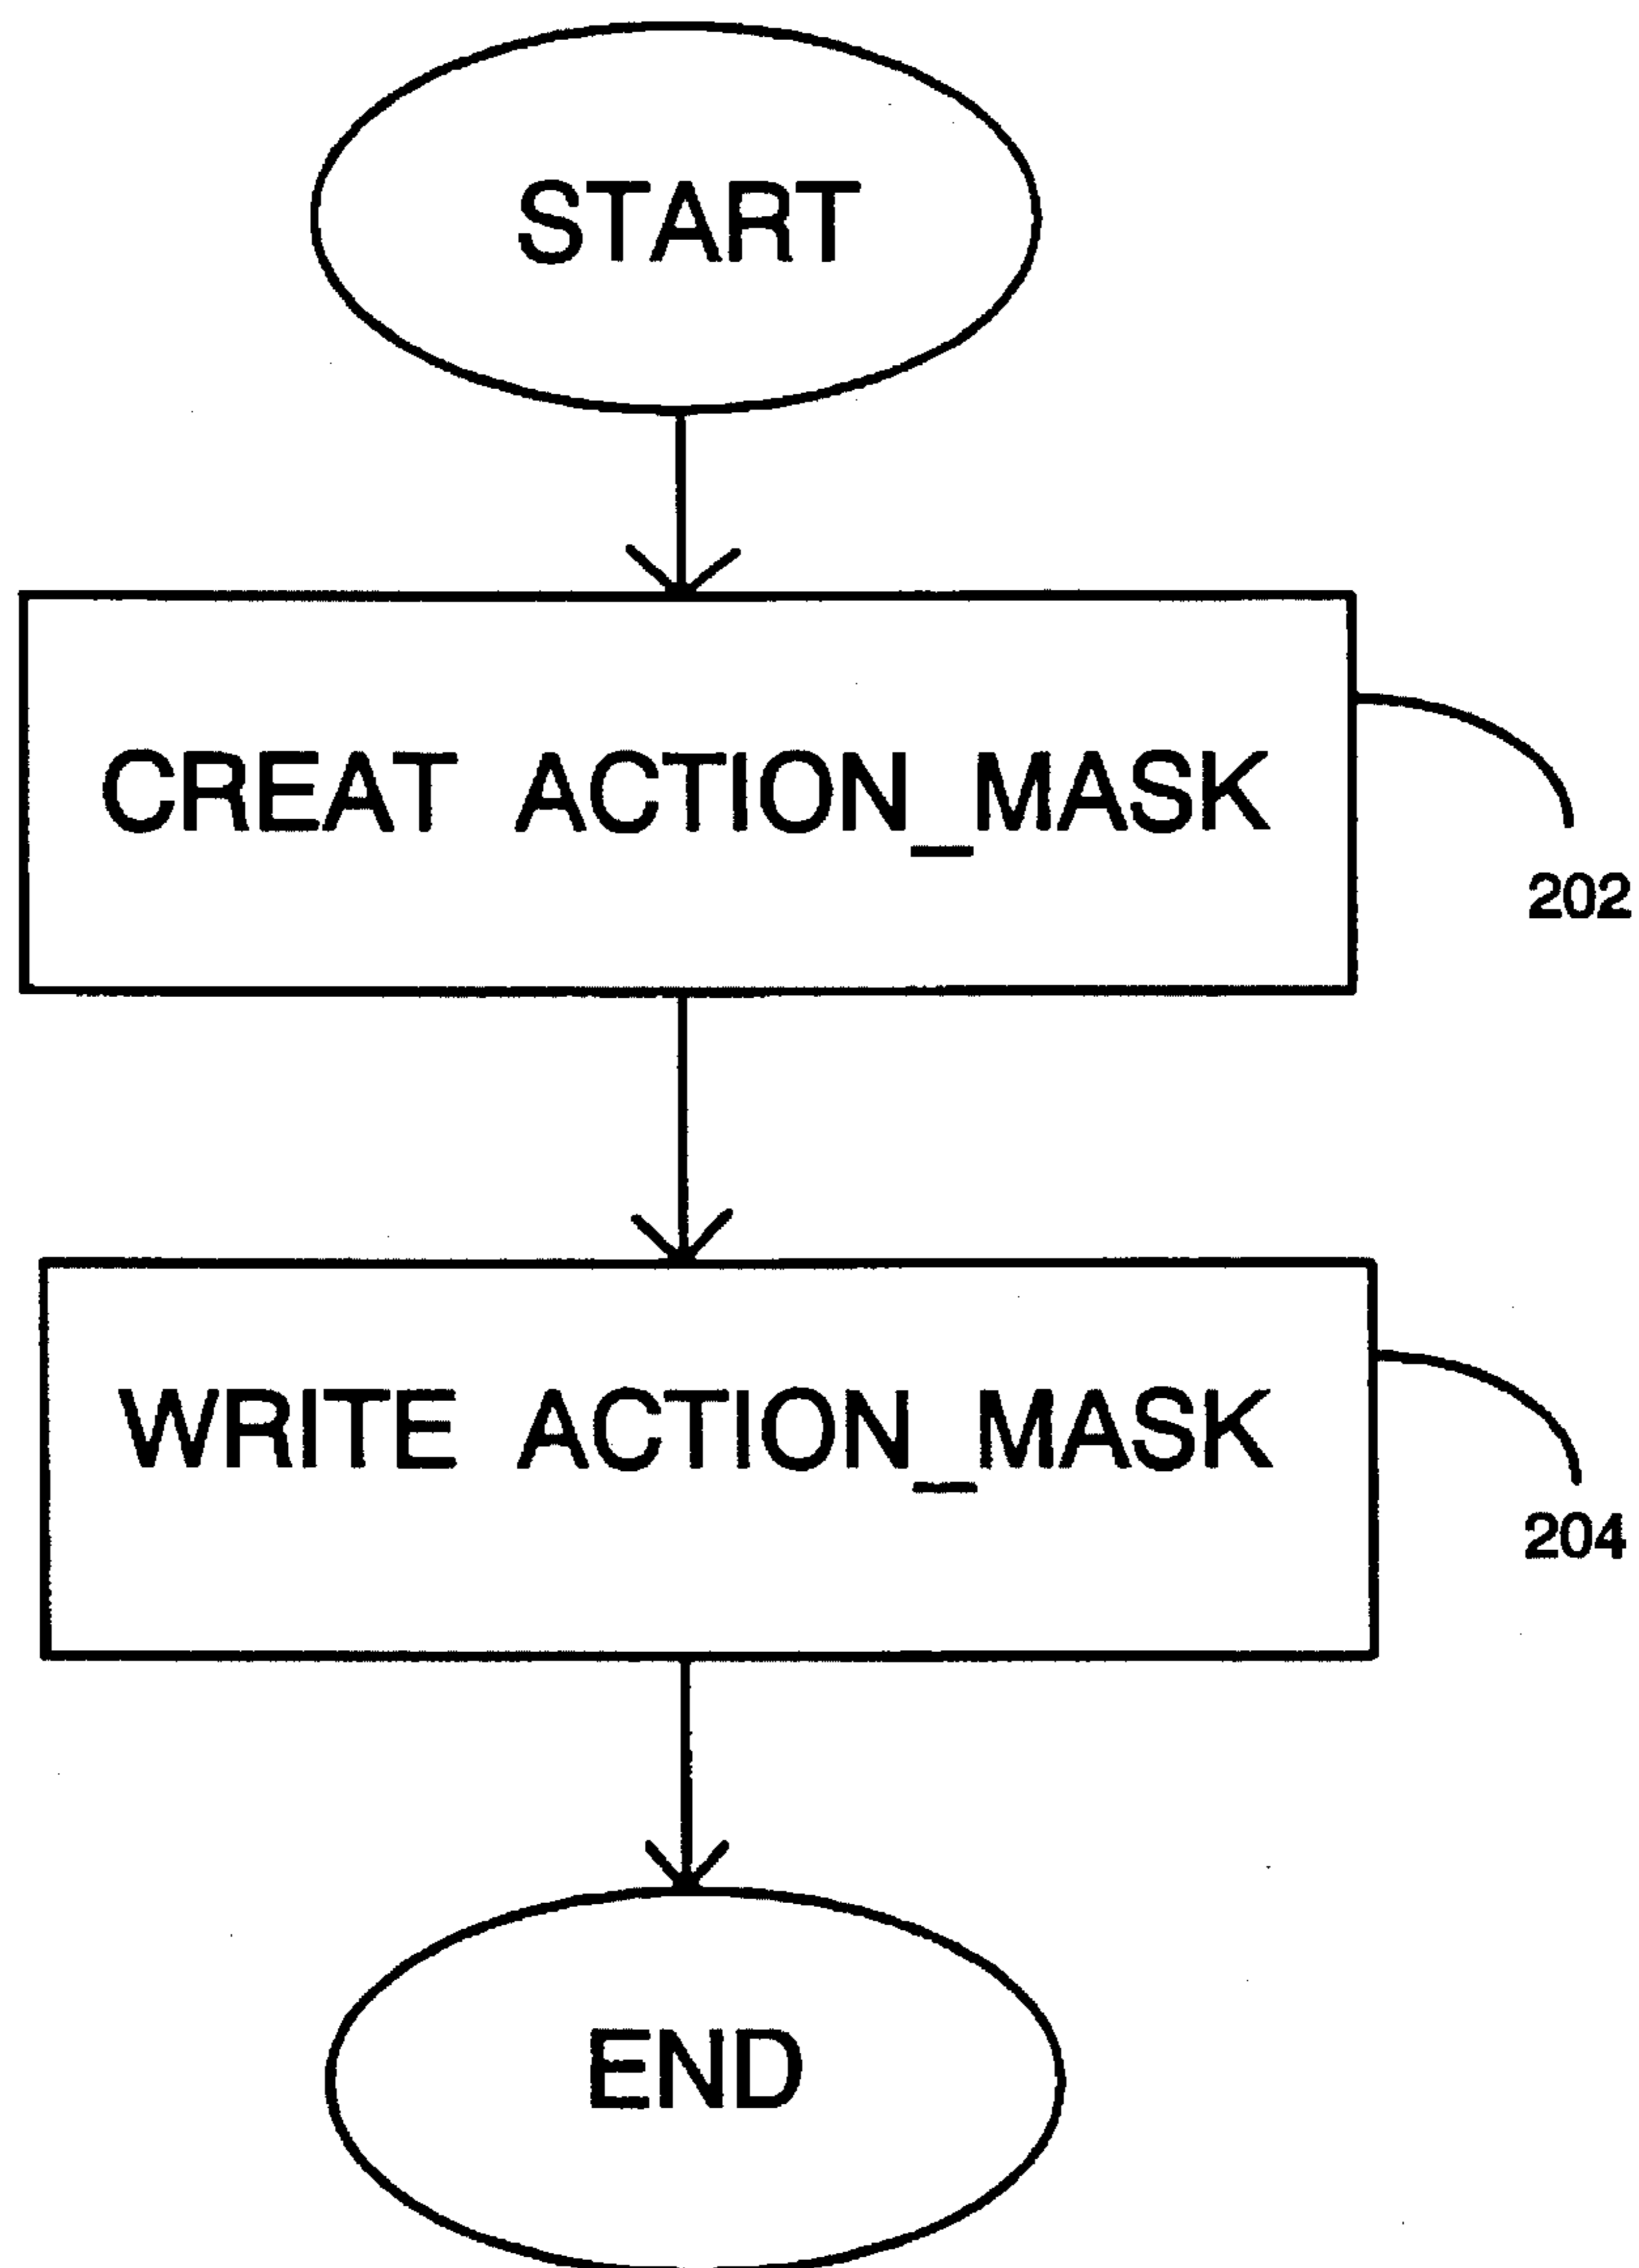 START
CREAT ACTION_MASK
202
WRITE ACTION_MASK
204
END